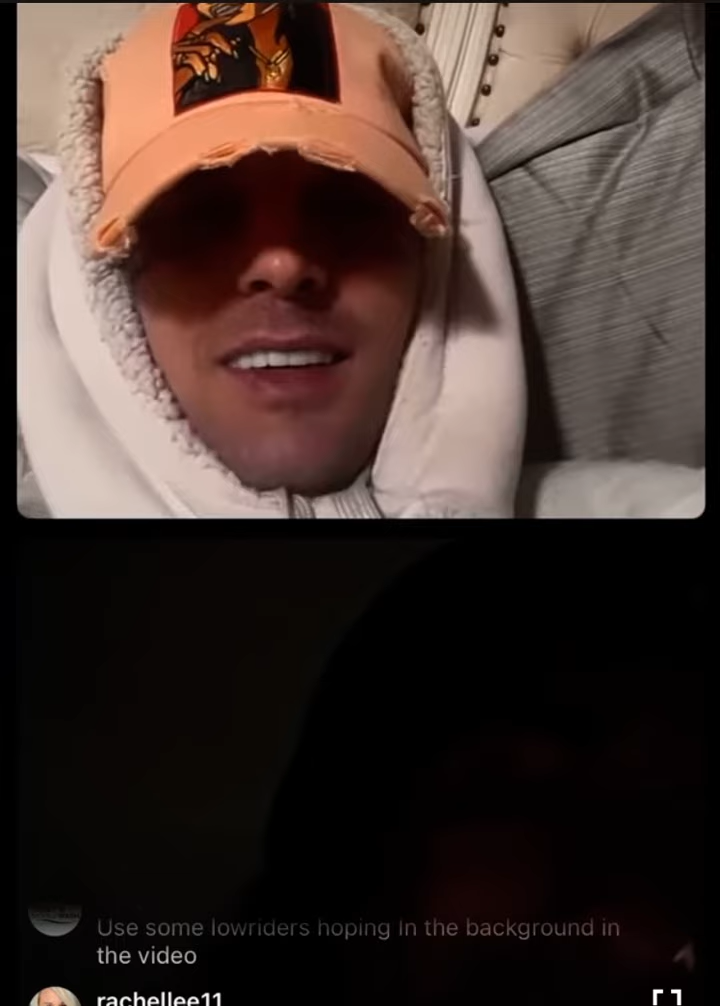 Use some lowriders hoping In the background in
the video
rachellee11